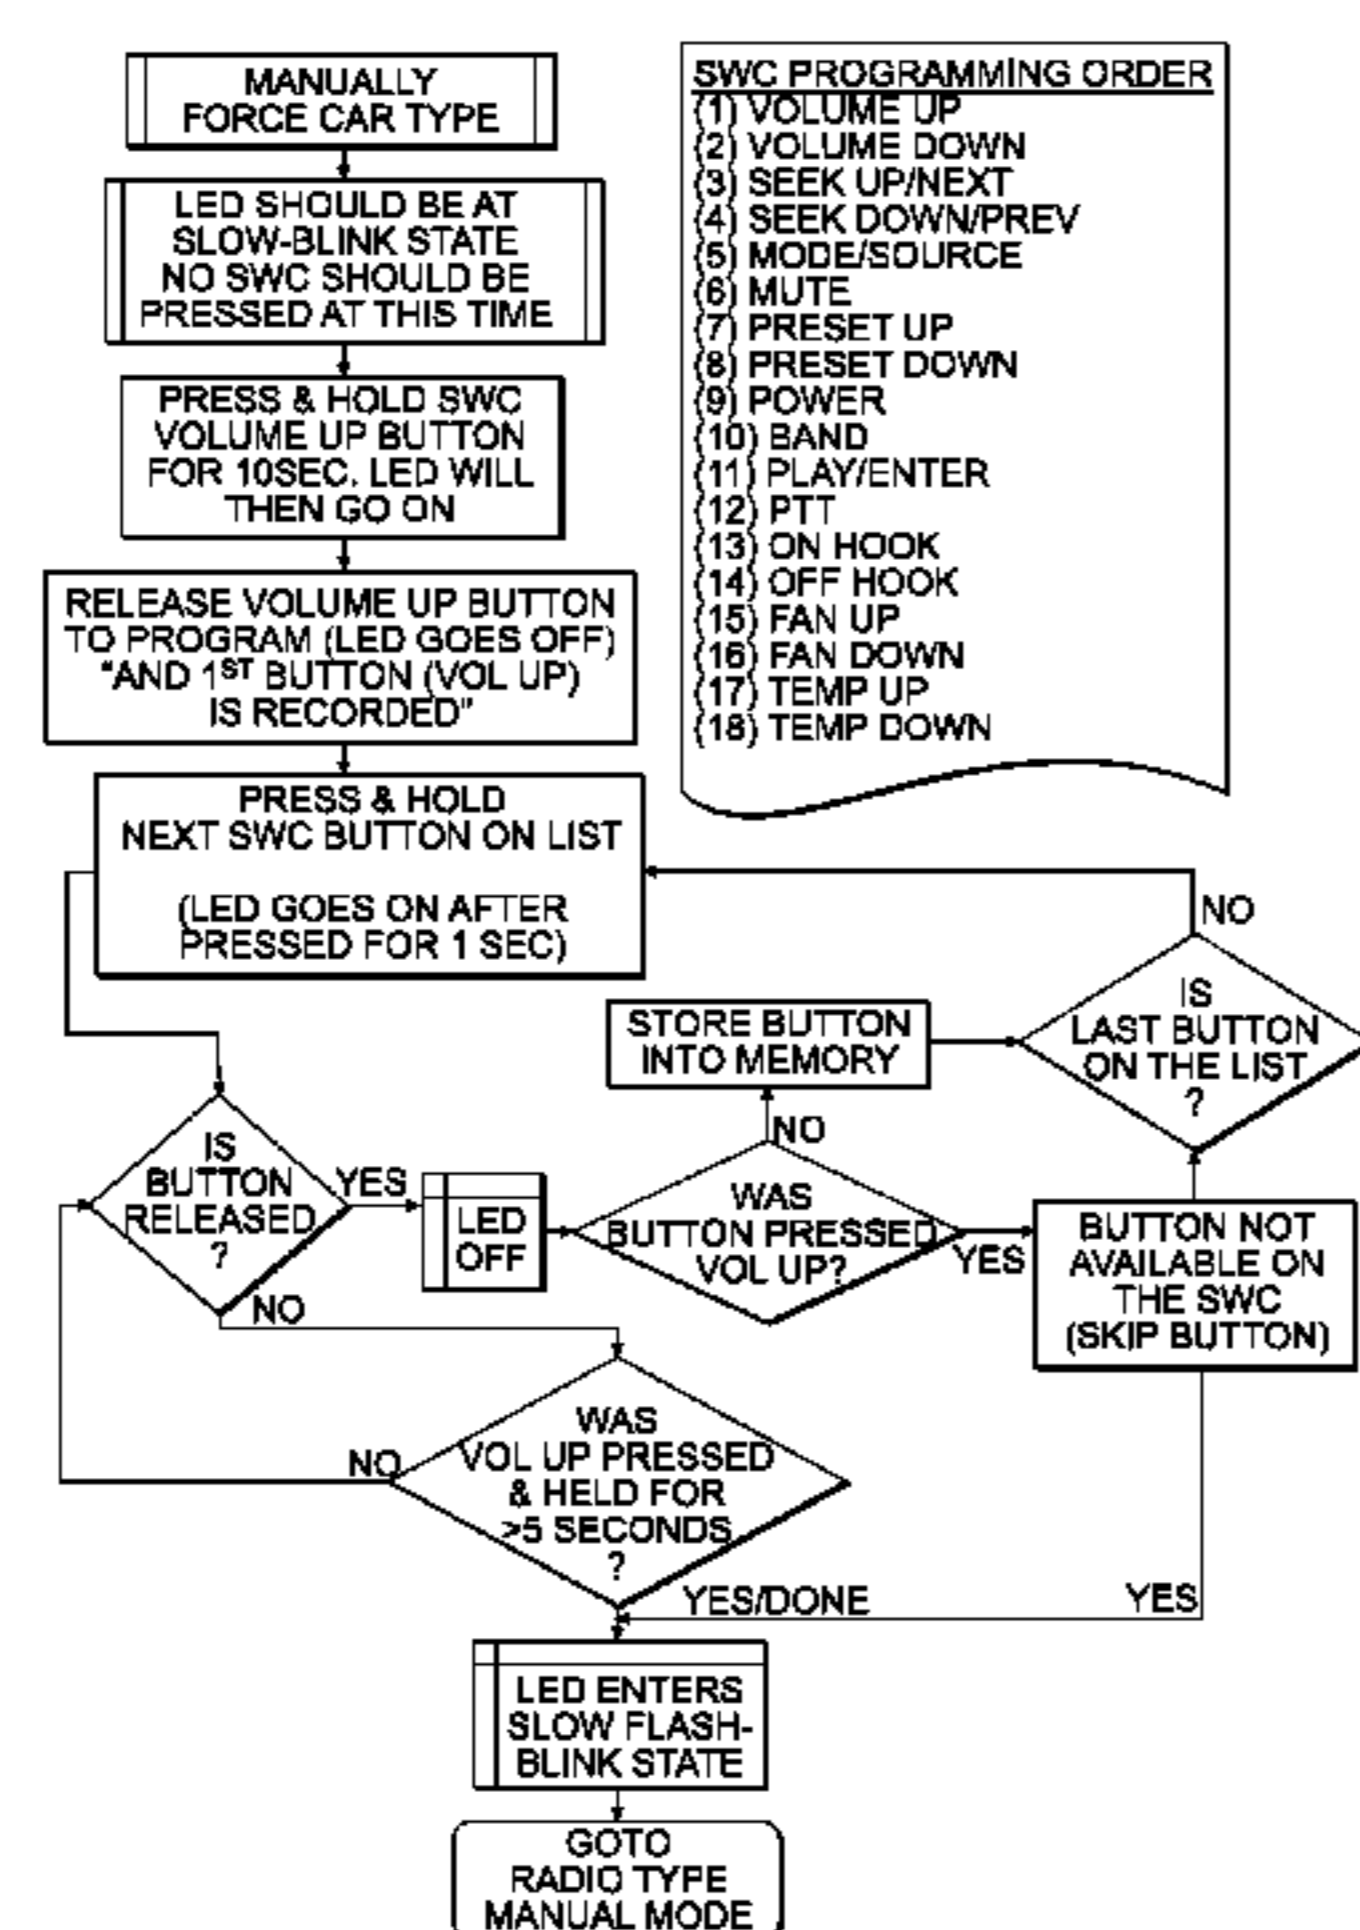 MANUALLY
FORCE CAR TYPE
LED SHOULD BE AT
SLOW-BLINK STATE
NO SWC SHOULD BE
PRESSED AT THIS TIME
PRESS & HOLD SWC
VOLUME UP BUTTON
FOR 10SEC. LED WILL
THEN GO ON
RELEASE VOLUME UP BUTTON
TO PROGRAM (LED GOES OFF)
“AND 1ST BUTTON (VOL UP)
IS RECORDED”
PRESS & HOLD
NEXT SWC BUTTON ON LIST
(LED GOES ON AFTER
PRESSED FOR 1 SEC)
SWC PROGRAMMING ORDER
(1) VOLUME UP
(2) VOLUME DOWN
(3) SEEK UP/NEXT
(4) SEEK DOWN/PREV
(5) MODE/SOURCE
(6) MUTE
(7) PRESET UP
(8) PRESET DOWN
(9) POWER
(10) BAND
(11) PLAY/ENTER
(12) PTT
(13) ON HOOK
(14) OFF HOOK
(15) FAN UP
(16) FAN DOWN
(17) TEMP UP
(18) TEMP DOWN
NO
IS
LAST BUTTON
ON THE LIST
?
STORE BUTTON
INTO MEMORY
NO
IS
BUTTON
RELEASED
?
YES
NO
LED
OFF
WAS
BUTTON PRESSED
VOL UP?
YES
BUTTON NOT
AVAILABLE ON
THE SWC
(SKIP BUTTON)
WAS
VOL UP PRESSED
& HELD FOR
>5 SECONDS
?
NO
YES/DONE
YES
LED ENTERS
SLOW FLASH-
BLINK STATE
GOTO
RADIO TYPE
MANUAL MODE